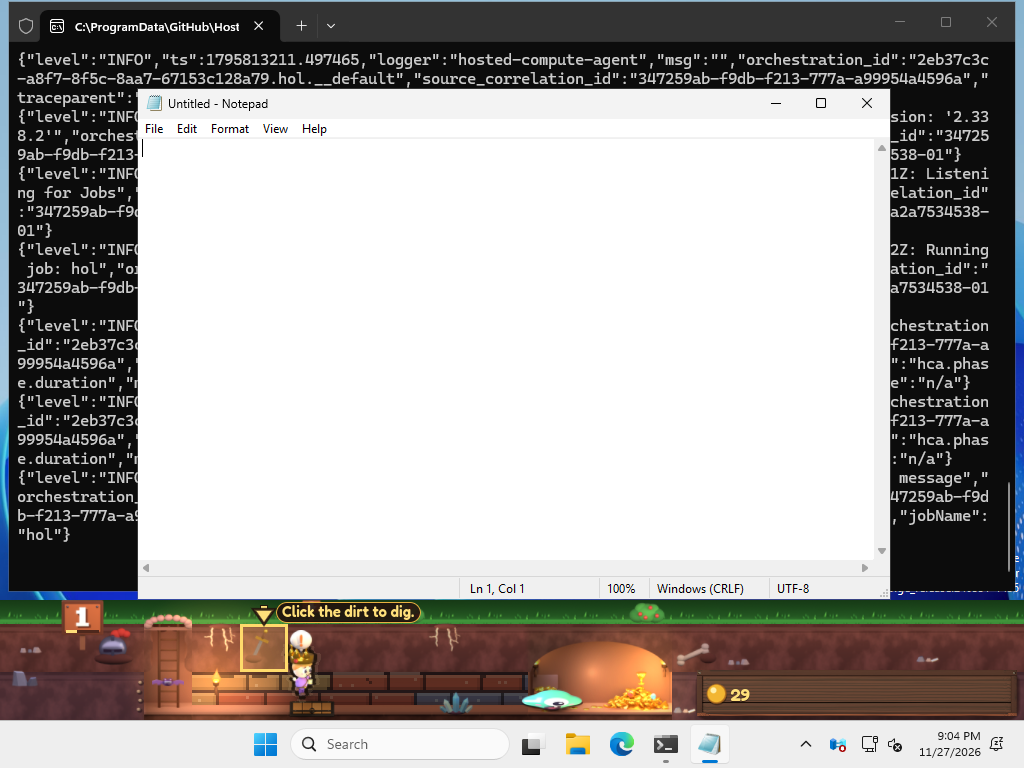 C:\ProgramData\GitHub\Host
{"level":"INFO","ts":1795813211.497465,"logger":"hosted-compute-agent","msg":"","orchestration_id":"2eb37c3c
-a8f7-8f5c-8aa7-67153c128a79.hol.__default","source_correlation_id":"347259ab-f9db-f213-777a-a99954a4596a","
traceparent":
{"level":"INFO
sion: '2.33
8.2'","orchest
_id":"34725
9ab-f9db-f213-
538-01"}
{"level":"INFO
1Z: Listeni
ng for Jobs","
elation_id"
:"347259ab-f9d
a2a7534538-
01"}
{"level":"INFO
2Z: Running
job: hol","or
ation_id":"
347259ab-f9db-
a7534538-01
"}
{"level":"INFO
chestration
_id":"2eb37c3c
f213-777a-a
99954a4596a","
:"hca.phas
e.duration","m
e":"n/a"}
{"level":"INFO
chestration
_id":"2eb37c3c
f213-777a-a
99954a4596a","
:"hca.phas
e.duration","m
:"n/a"}
{"level":"INFO
message","
orchestration_
47259ab-f9d
b-f213-777a-a9
,"jobName":
"hol"}
Untitled - Notepad
File Edit Format View Help
Ln 1, Col 1 100% Windows (CRLF) UTF-8
1
Click the dirt to dig.
29
Search
9:04 PM
11/27/2026